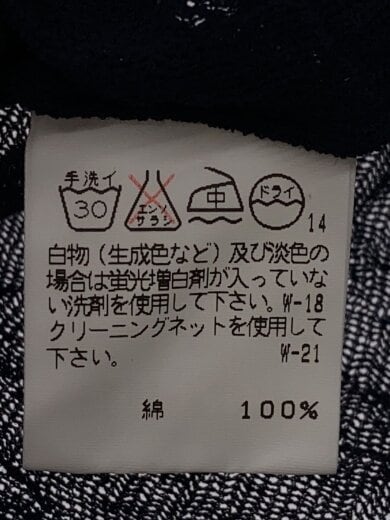 手洗イ
30
エンソ
サラシ
中
ドライ
14
白物（生成色など）及び淡色の
場合は蛍光増白剤が入っていな
い洗剤を使用して下さい。W-18
クリーニングネットを使用して
下さい。 W-21
綿 100%